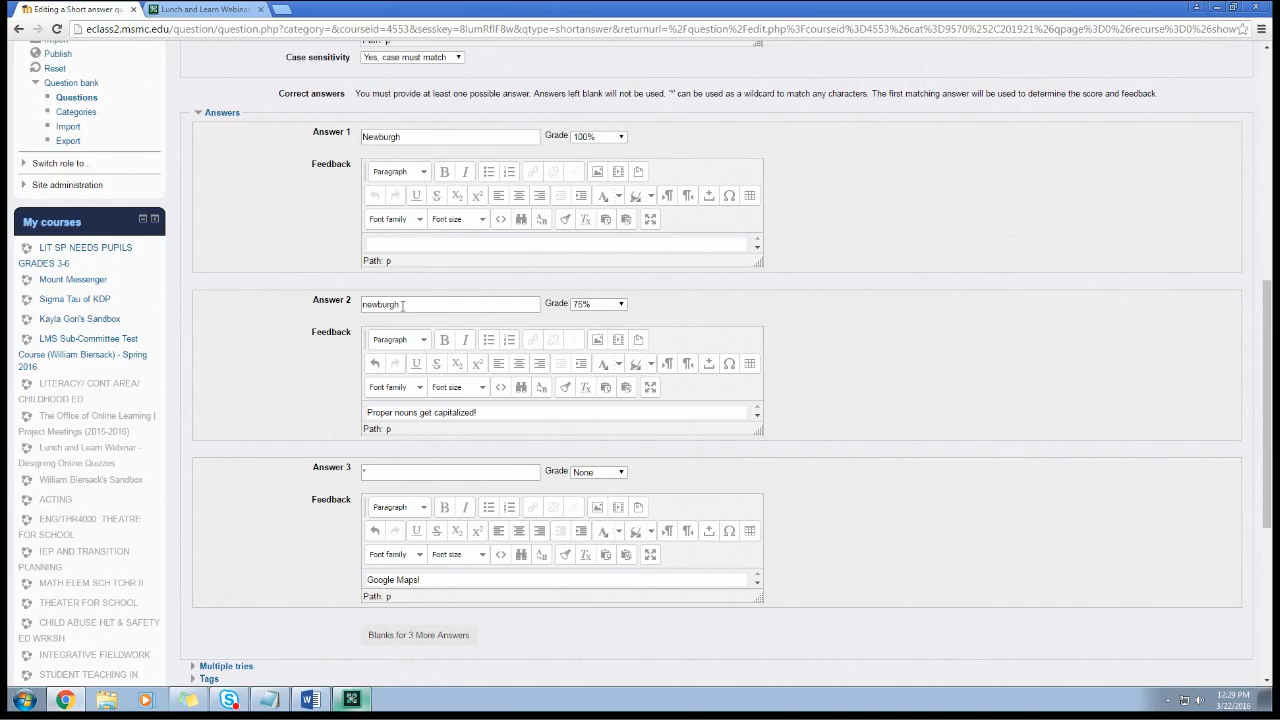 Editing a Short answer qu
Lunch and Learn Webina
eclass2.msmc.edu/question/question.php?category=&courseid=4553&sesskey=8lumRfIF8w&qtype=shortanswer&returnurl=%2Fquestion%2Fedit.php%3Fcourseid%3D4553%26cat%3D9570%252C201921%26qpage%3D0%26recurse%3D0%26show
Import
Publish
Reset
Question bank
Questions
Categories
Import
Export
Switch role to...
Site administration
My courses
LIT SP NEEDS PUPILS
GRADES 3-6
Mount Messenger
Sigma Tau of KDP
Kayla Gori's Sandbox
LMS Sub-Committee Test
Course (William Biersack) - Spring
2016
LITERACY/ CONT AREA/
CHILDHOOD ED
The Office of Online Learning |
Project Meetings (2015-2016)
Lunch and Learn Webinar -
Designing Online Quizzes
William Biersack's Sandbox
ACTING
ENG/THR4000 :THEATRE
FOR SCHOOL
IEP AND TRANSITION
PLANNING
MATH ELEM SCH TCHR II
THEATER FOR SCHOOL
CHILD ABUSE HLT & SAFETY
ED WRKSH
INTEGRATIVE FIELDWORK
STUDENT TEACHING IN
Path: p
Case sensitivity Yes, case must match
Correct answers You must provide at least one possible answer. Answers left blank will not be used. '*' can be used as a wildcard to match any characters. The first matching answer will be used to determine the score and feedback.
Answers
Answer 1 Newburgh Grade 100%
Feedback Paragraph B I
U S X2 X2 A Ω
Font family Font size
Path: p
Answer 2 newburgh Grade 75%
Feedback Paragraph B I
U S X2 X2 A Ω
Font family Font size
Proper nouns get capitalized!
Path: p
Answer 3 * Grade None
Feedback Paragraph B I
U S X2 X2 A Ω
Font family Font size
Google Maps!
Path: p
Blanks for 3 More Answers
Multiple tries
Tags
12:29 PM
3/22/2016